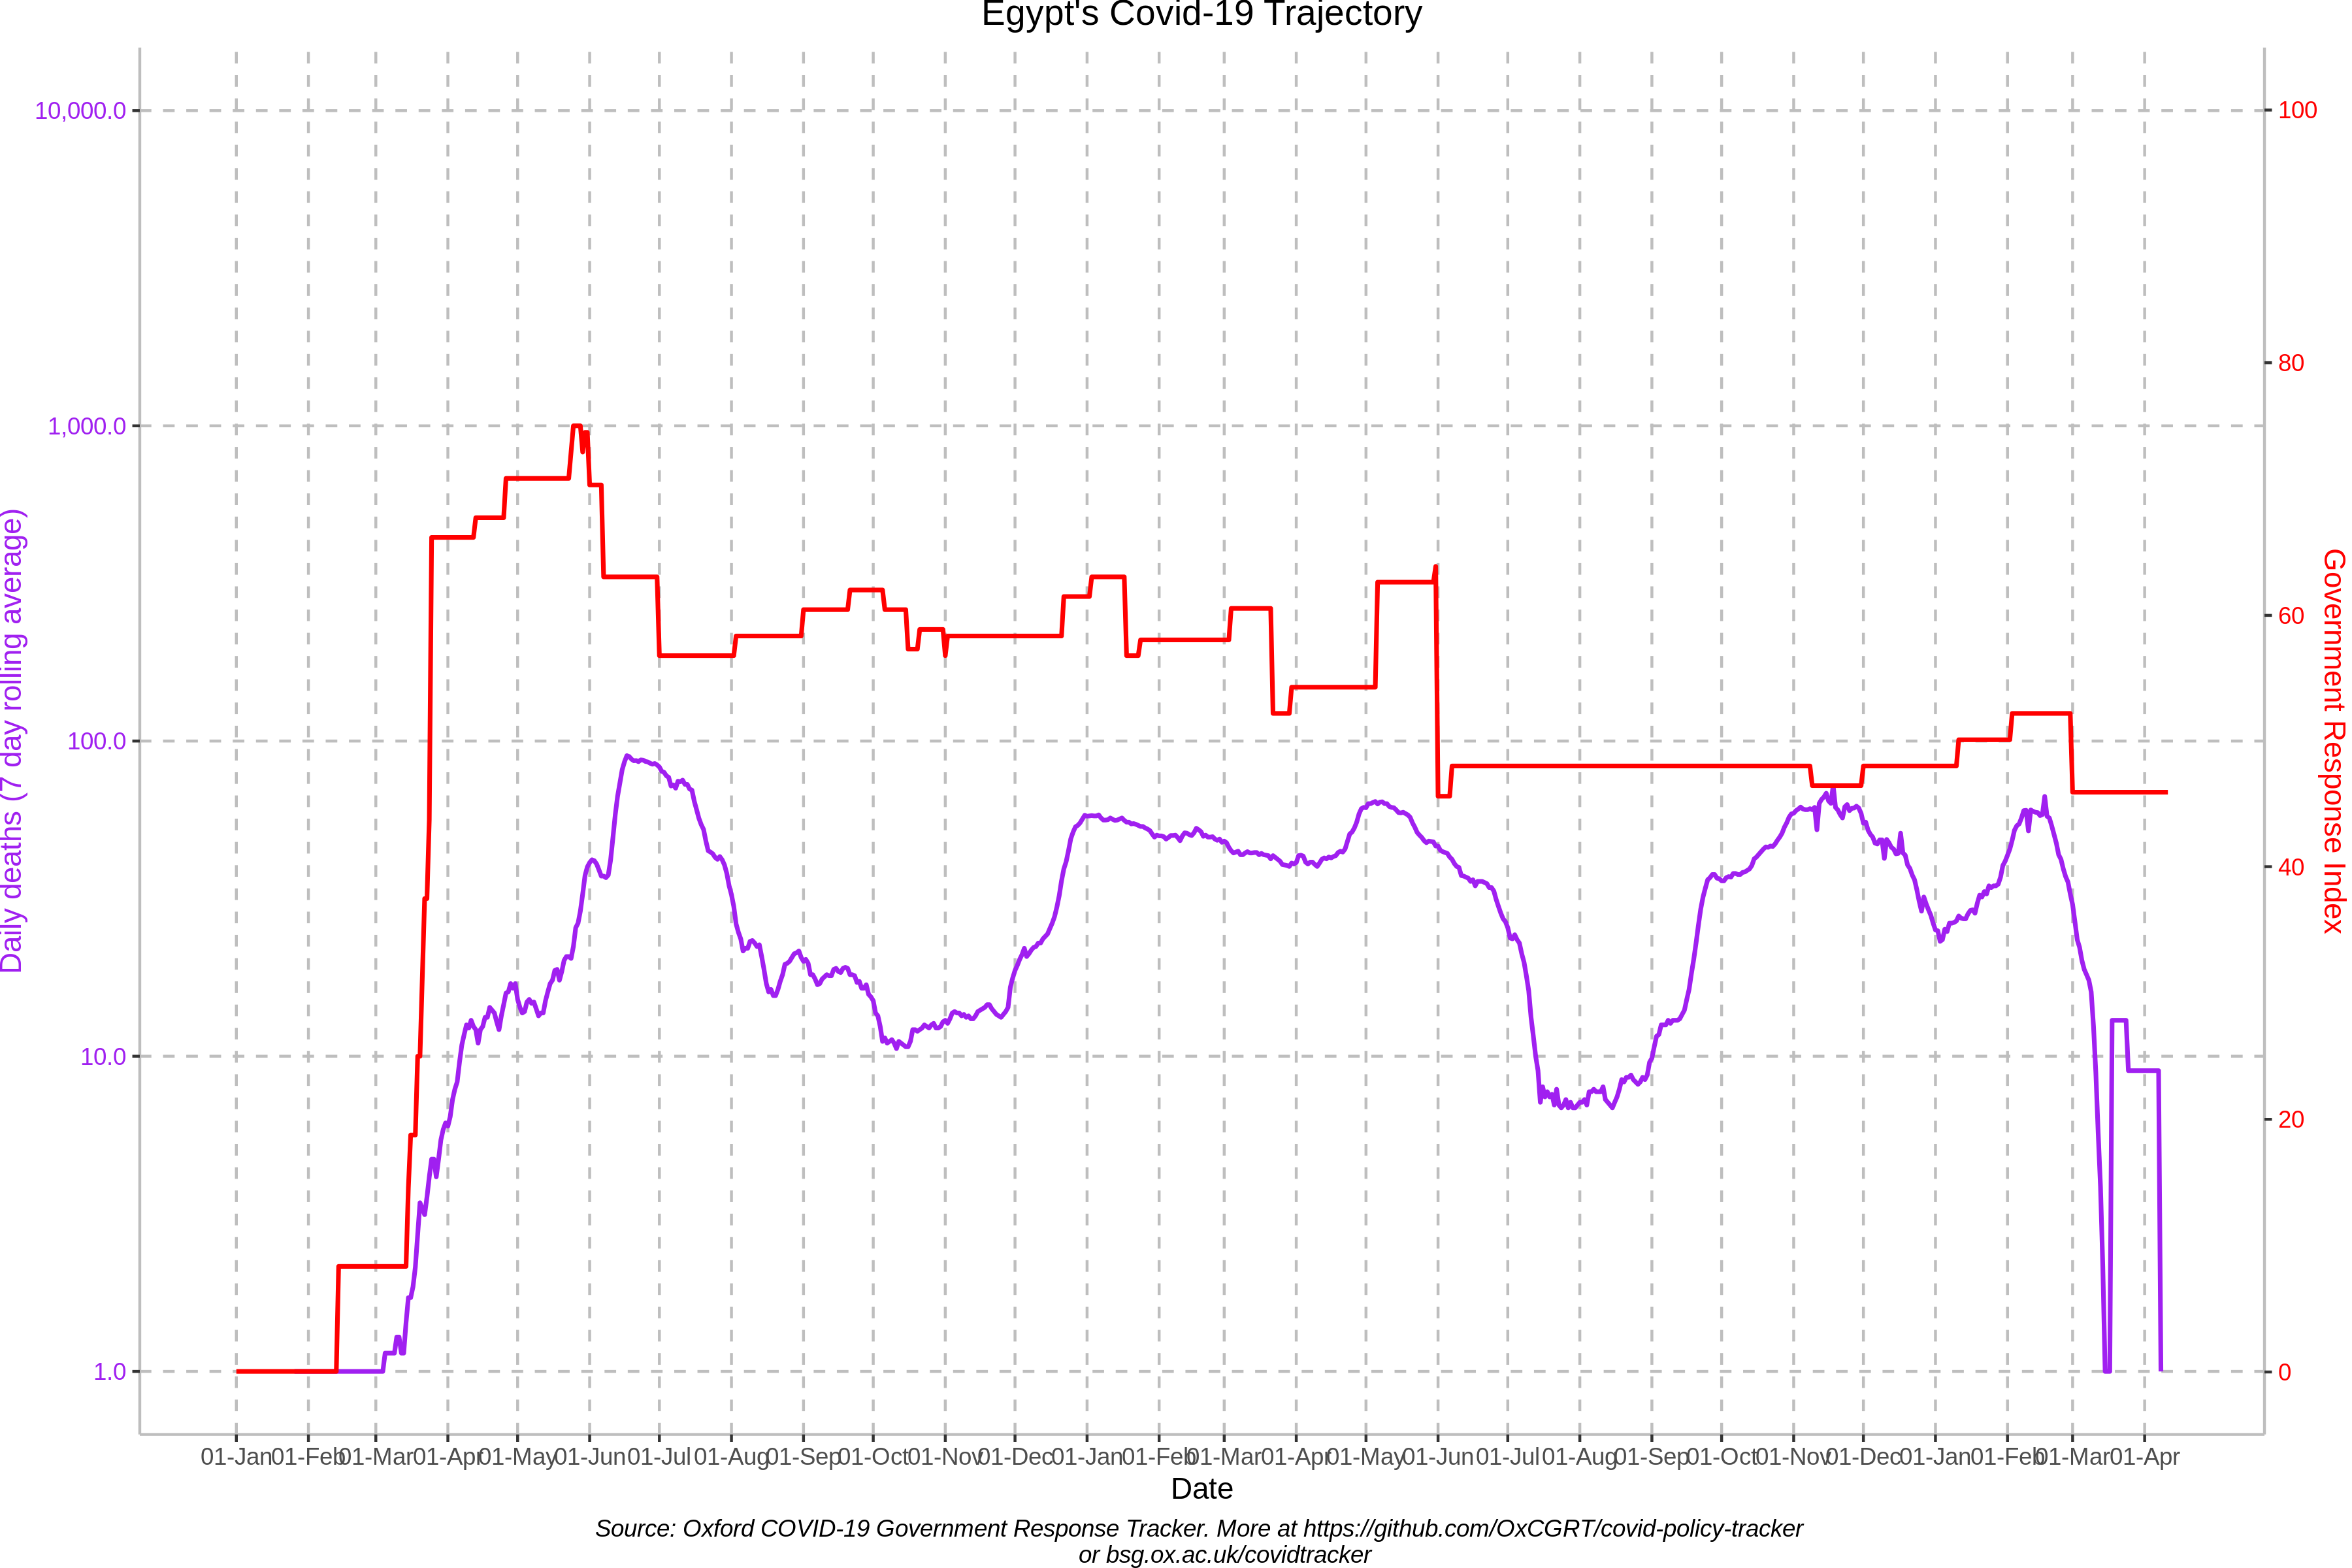 Egypt's Covid-19 Trajectory
10,000.0
1,000.0
100.0
10.0
1.0
Daily deaths (7 day rolling average)
100
80
60
40
20
0
Government Response Index
01-Jan 01-Feb 01-Mar 01-Apr 01-May 01-Jun 01-Jul 01-Aug 01-Sep 01-Oct 01-Nov 01-Dec 01-Jan 01-Feb 01-Mar 01-Apr 01-May 01-Jun 01-Jul 01-Aug 01-Sep 01-Oct 01-Nov 01-Dec 01-Jan 01-Feb 01-Mar 01-Apr
Date
Source: Oxford COVID-19 Government Response Tracker. More at https://github.com/OxCGRT/covid-policy-tracker
or bsg.ox.ac.uk/covidtracker